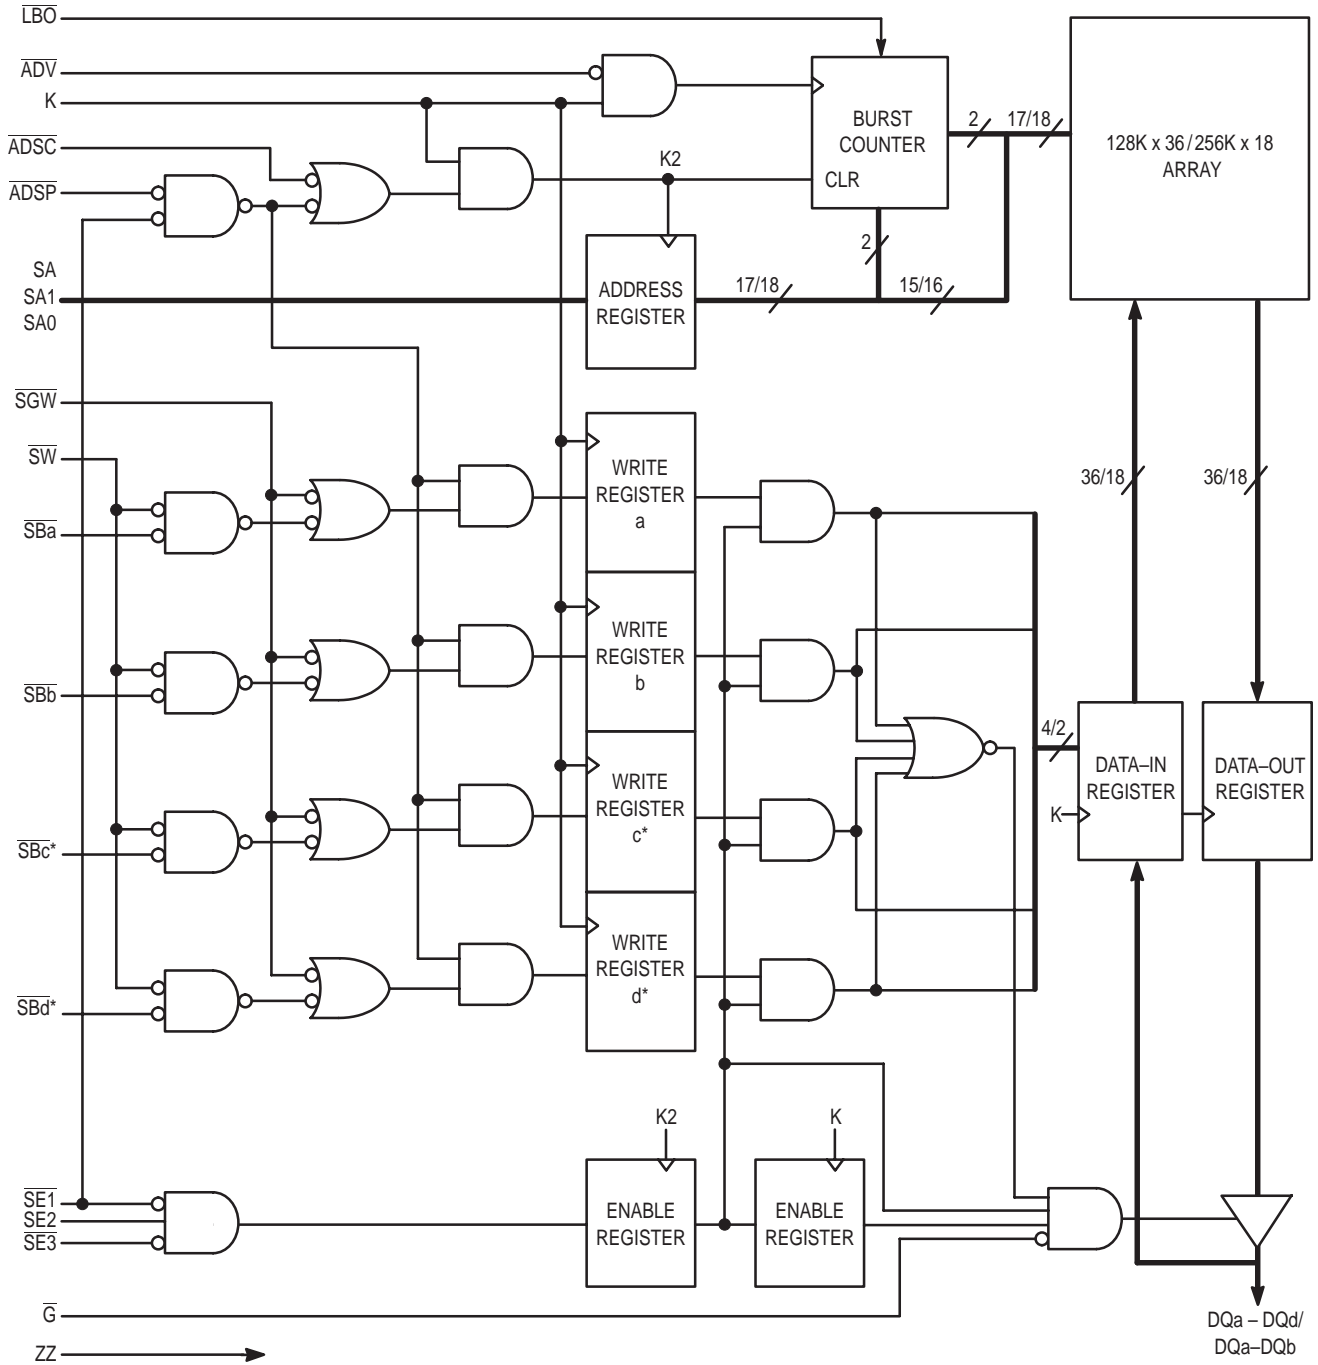 LBO
ADV
K
ADSC
ADSP
SA
SA1
SA0
SGW
SW
SBa
SBb
SBc*
SBd*
SE1
SE2
SE3
G
ZZ
K2
BURST
COUNTER
CLR
2
17/18
128K x 36/256K x 18
ARRAY
2
ADDRESS
REGISTER
17/18
15/16
36/18
36/18
WRITE
REGISTER
a
WRITE
REGISTER
b
WRITE
REGISTER
c*
WRITE
REGISTER
d*
4/2
K
DATA–IN
REGISTER
DATA–OUT
REGISTER
K2
K
ENABLE
REGISTER
ENABLE
REGISTER
DQa – DQd/
DQa–DQb